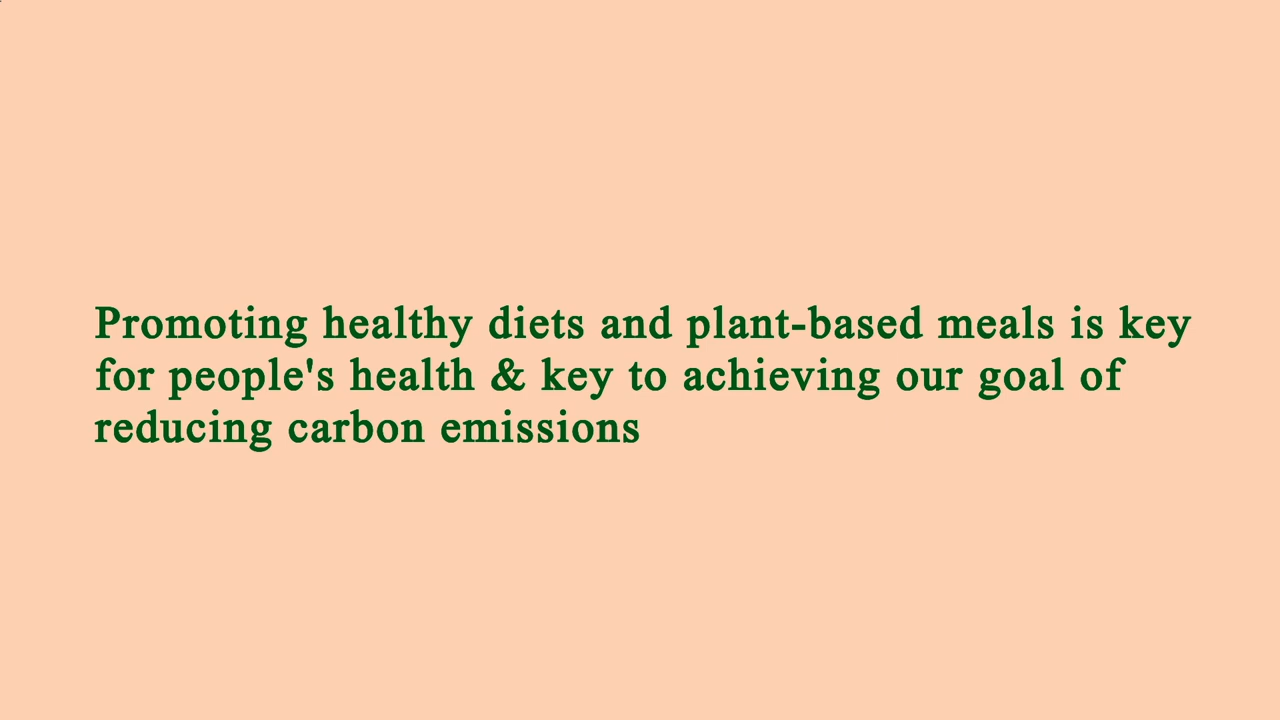 Promoting healthy diets and plant-based meals is key
for people's health & key to achieving our goal of
reducing carbon emissions